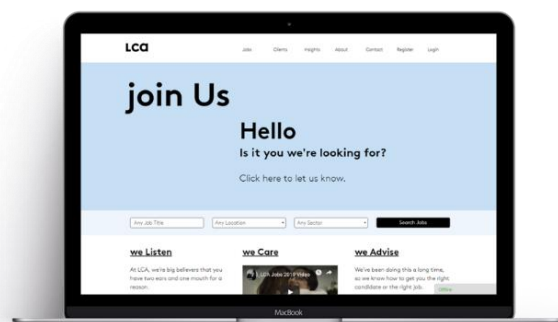 LCa
Jobs Clients Insights About Contact Register Login
join Us
Hello
Is it you we're looking for?
Click here to let us know.
Any Job Title Any Location Any Sector Search Jobs
we Listen we Care we Advise
At LCA, we're big believers that you
have two ears and one mouth for a
reason.
LCA Jobs 2019 Video
We've been doing this a long time,
so we know how to get you the right
candidate or the right job.
MacBook